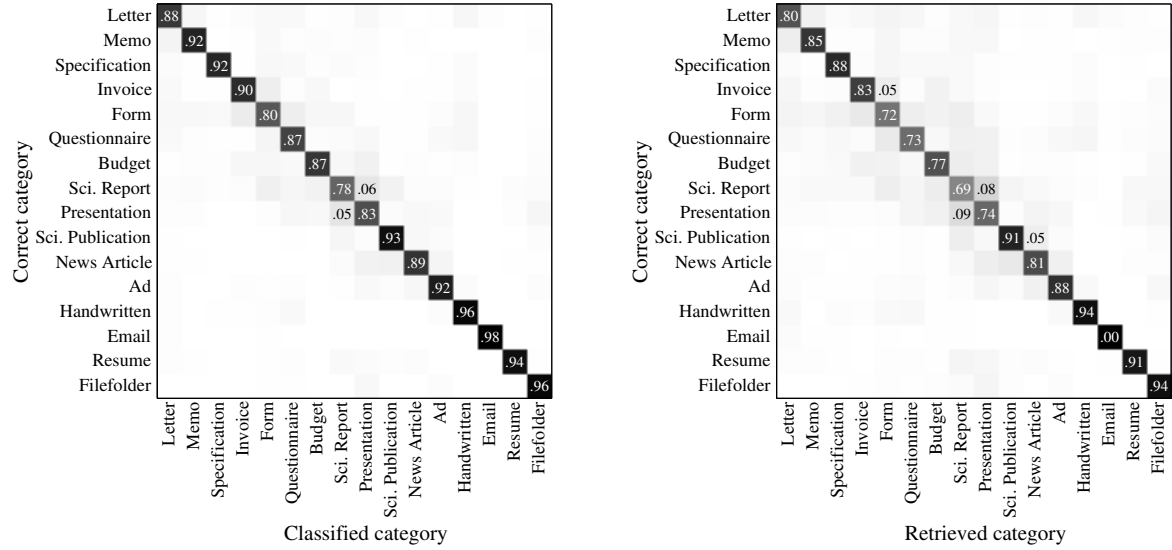 Letter .88
Memo .92
Specification .92
Invoice .90
Form .80
Questionnaire .87
Budget .87
Sci. Report .78 .06
Presentation .05 .83
Sci. Publication .93
News Article .89
Ad .92
Handwritten .96
Email .98
Resume .94
Filefolder .96
Correct category
Letter
Memo
Specification
Invoice
Form
Questionnaire
Budget
Sci. Report
Presentation
Sci. Publication
News Article
Ad
Handwritten
Email
Resume
Filefolder
Classified category
Letter .80
Memo .85
Specification .88
Invoice .83 .05
Form .72
Questionnaire .73
Budget .77
Sci. Report .69 .08
Presentation .09 .74
Sci. Publication .91 .05
News Article .81
Ad .88
Handwritten .94
Email .00
Resume .91
Filefolder .94
Correct category
Letter
Memo
Specification
Invoice
Form
Questionnaire
Budget
Sci. Report
Presentation
Sci. Publication
News Article
Ad
Handwritten
Email
Resume
Filefolder
Retrieved category